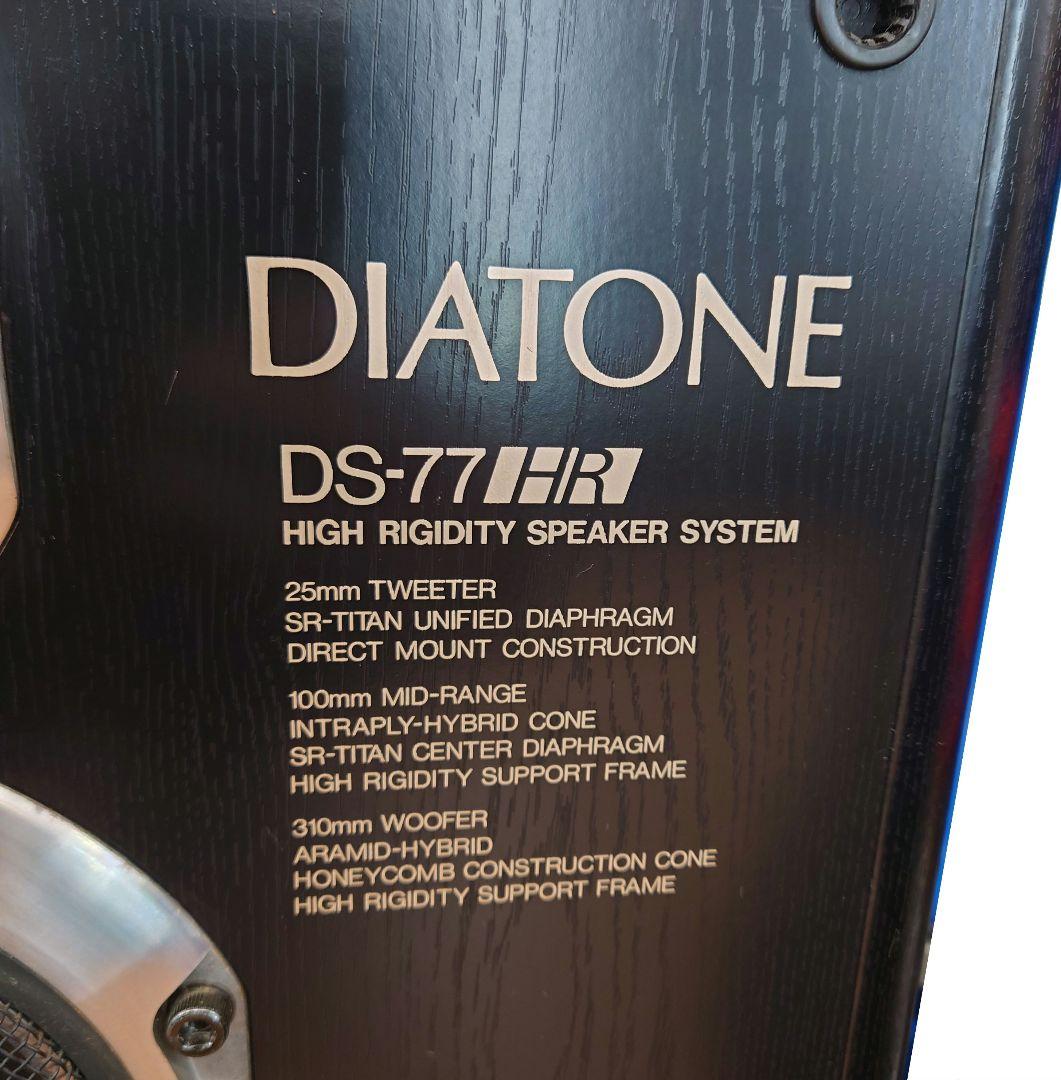 DIATONE
DS-77HR
HIGH RIGIDITY SPEAKER SYSTEM
25mm TWEETER
SR-TITAN UNIFIED DIAPHRAGM
DIRECT MOUNT CONSTRUCTION
100mm MID-RANGE
INTRAPLY-HYBRID CONE
SR-TITAN CENTER DIAPHRAGM
HIGH RIGIDITY SUPPORT FRAME
310mm WOOFER
ARAMID-HYBRID
HONEYCOMB CONSTRUCTION CONE
HIGH RIGIDITY SUPPORT FRAME